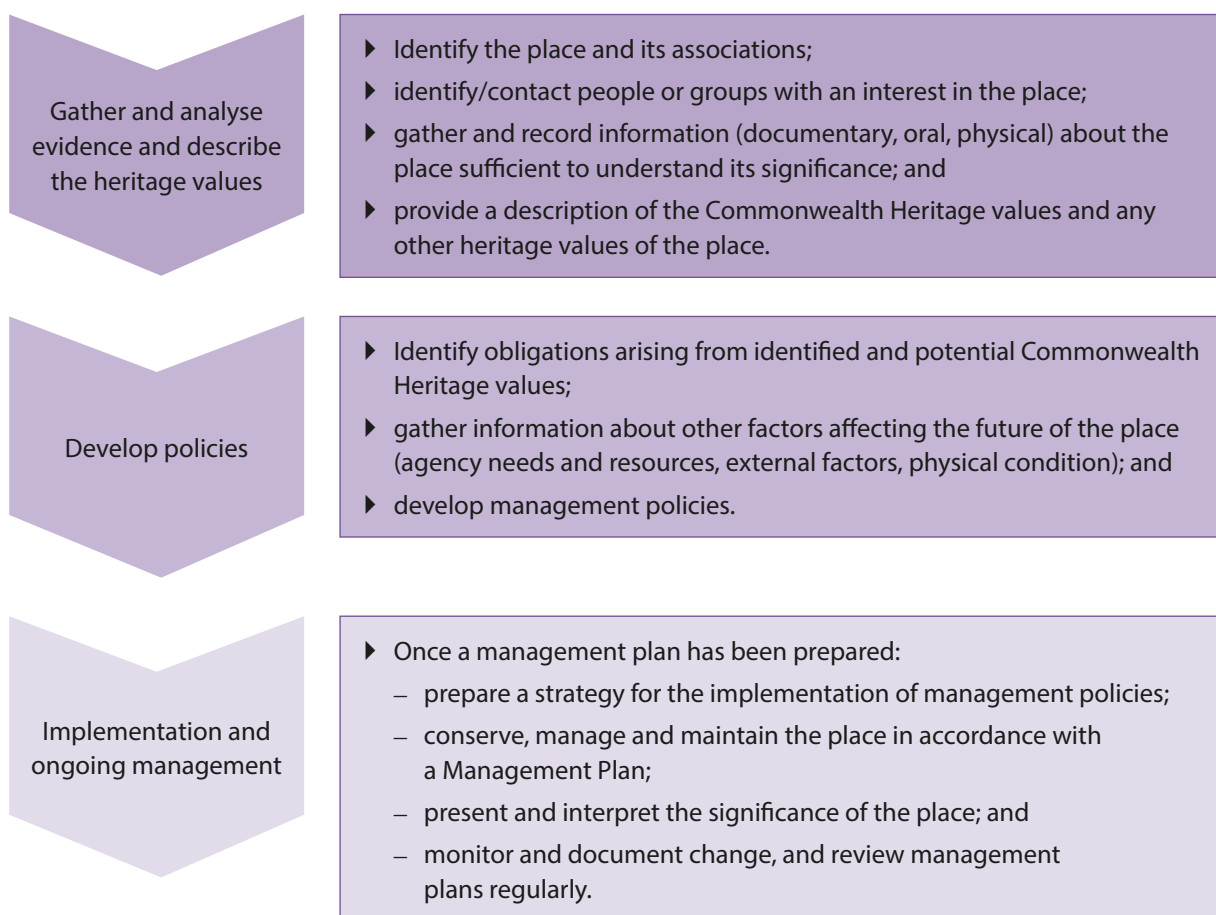 Gather and analyse
evidence and describe
the heritage values
▶ Identify the place and its associations;
▶ identify/contact people or groups with an interest in the place;
▶ gather and record information (documentary, oral, physical) about the
place sufficient to understand its significance; and
▶ provide a description of the Commonwealth Heritage values and any
other heritage values of the place.
Develop policies
▶ Identify obligations arising from identified and potential Commonwealth
Heritage values;
▶ gather information about other factors affecting the future of the place
(agency needs and resources, external factors, physical condition); and
▶ develop management policies.
Implementation and
ongoing management
▶ Once a management plan has been prepared:
– prepare a strategy for the implementation of management policies;
– conserve, manage and maintain the place in accordance with
a Management Plan;
– present and interpret the significance of the place; and
– monitor and document change, and review management
plans regularly.